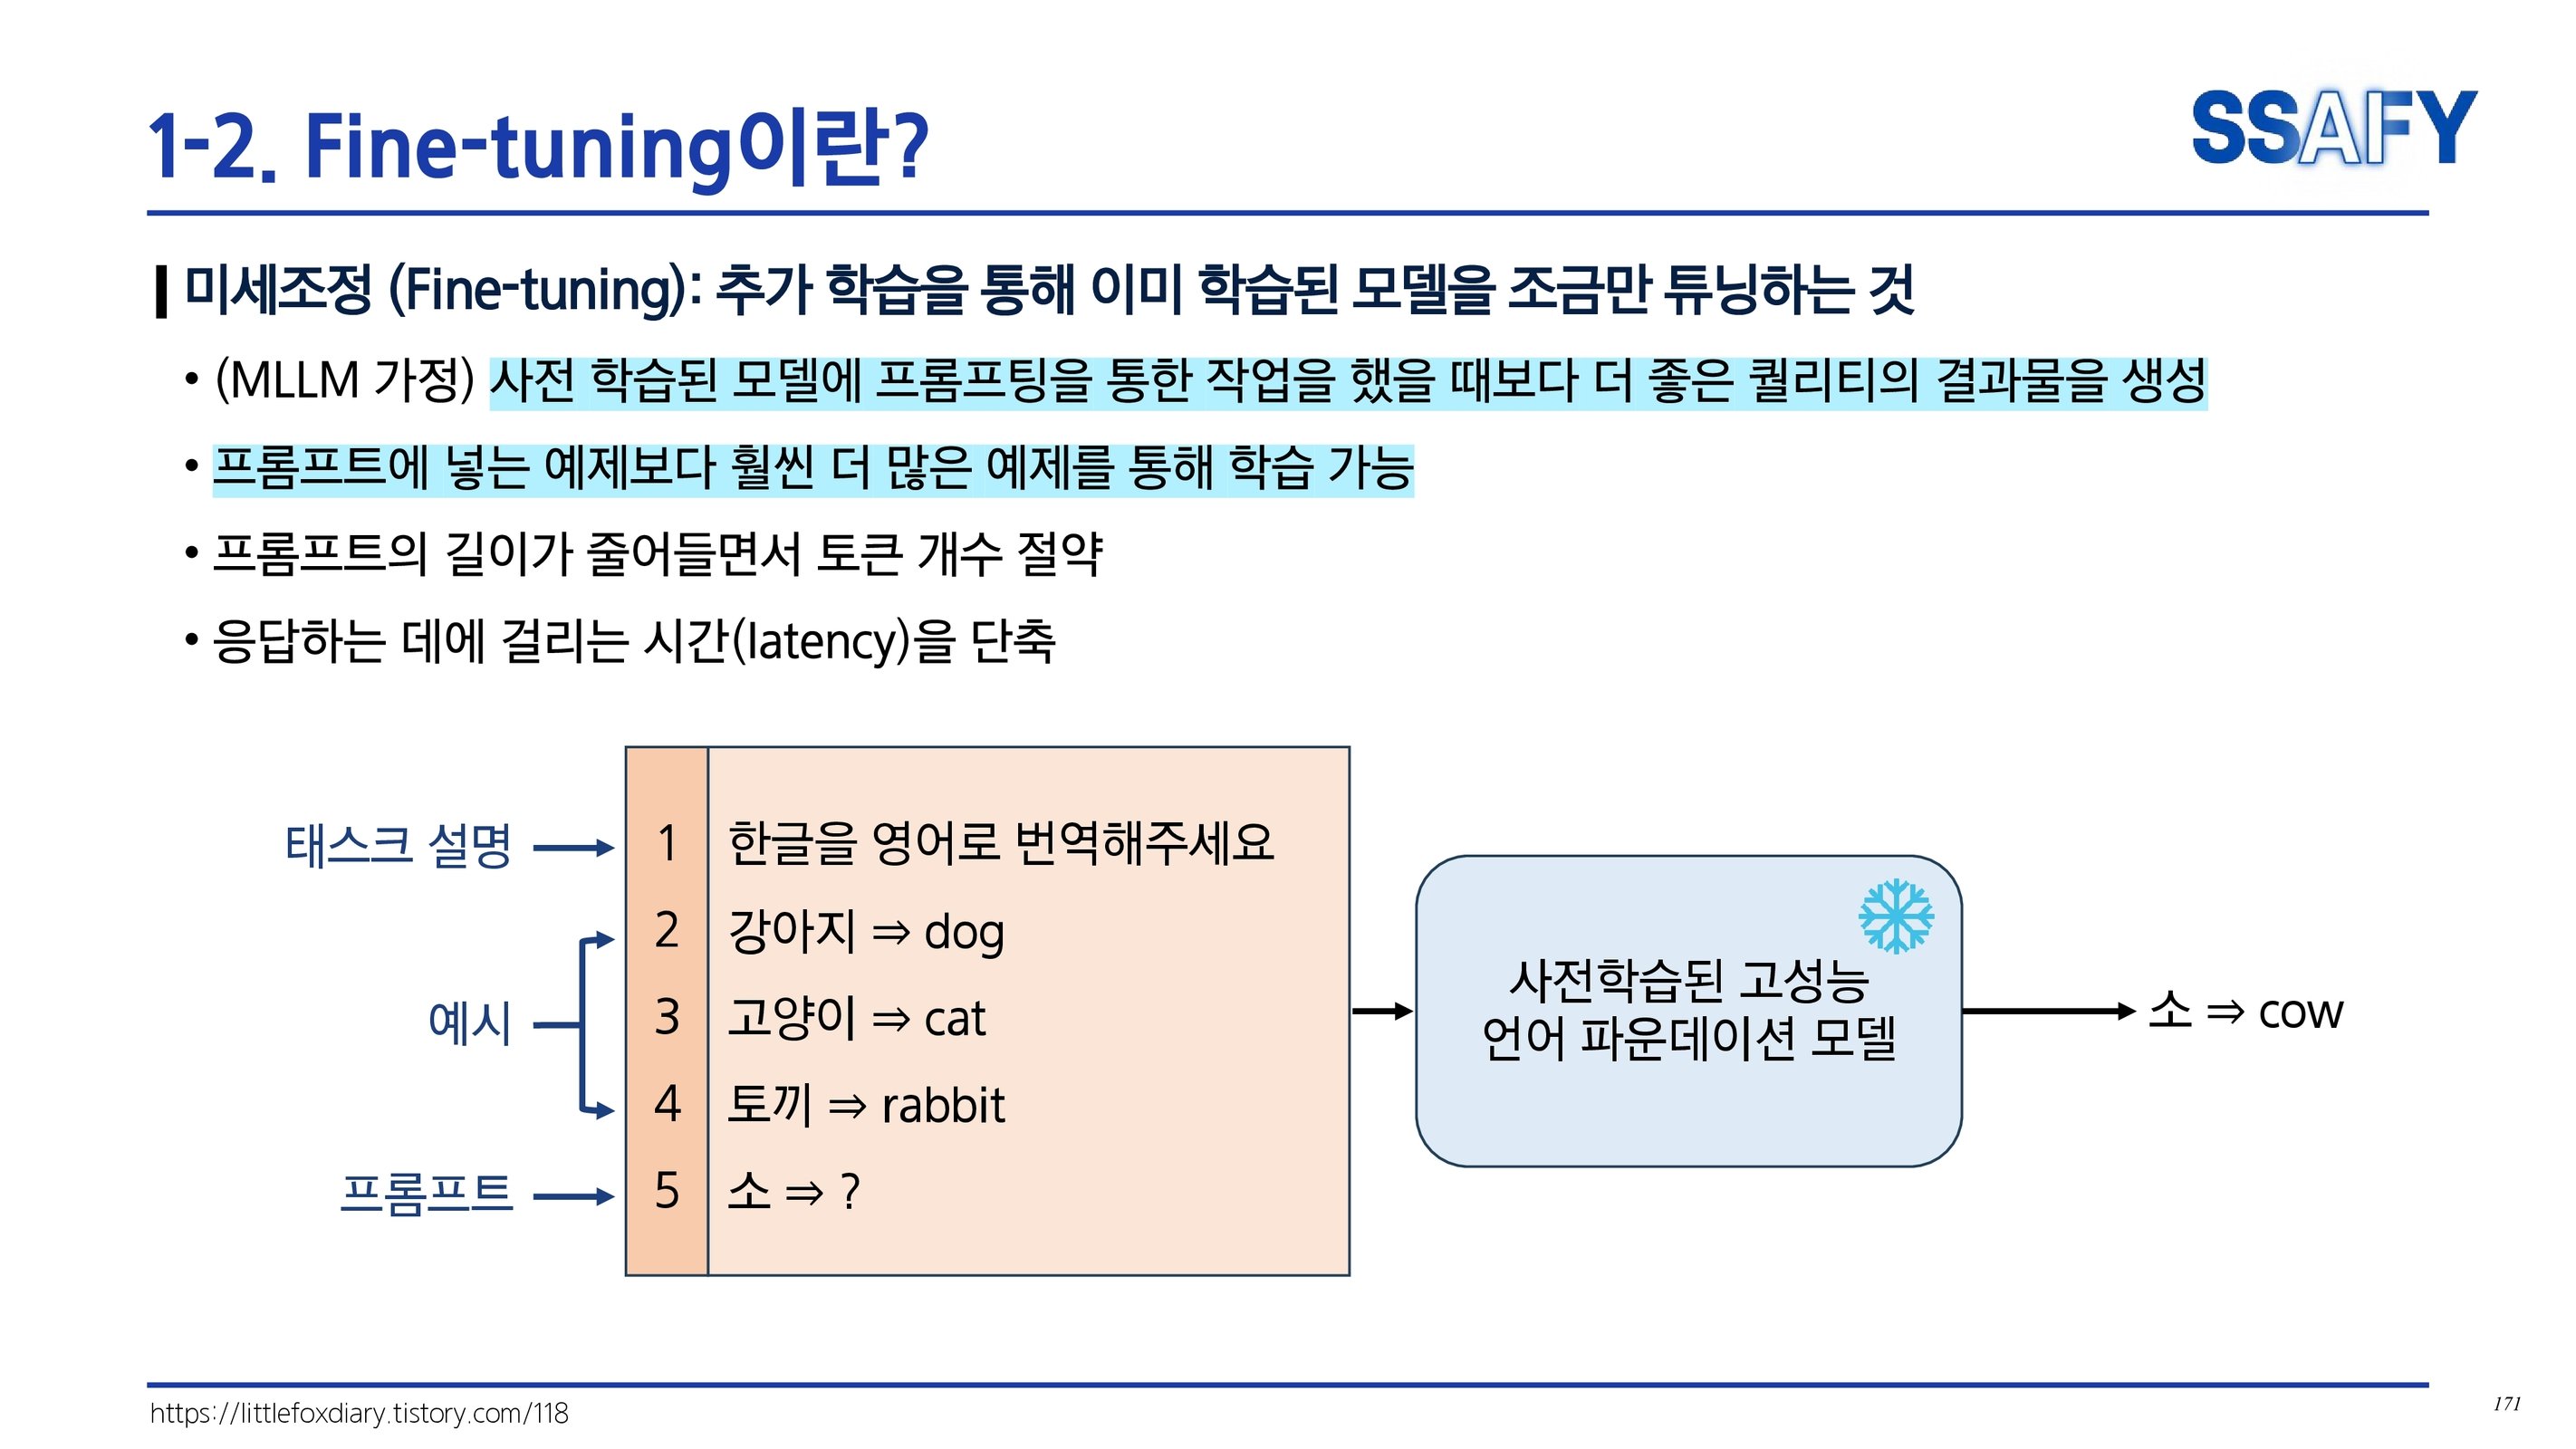 1-2. Fine-tuning이란?
SSAFY
미세조정 (Fine-tuning): 추가 학습을 통해 이미 학습된 모델을 조금만 튜닝하는 것
• (MLLM 가정) 사전 학습된 모델에 프롬프팅을 통한 작업을 했을 때보다 더 좋은 퀄리티의 결과물을 생성
• 프롬프트에 넣는 예제보다 훨씬 더 많은 예제를 통해 학습 가능
• 프롬프트의 길이가 줄어들면서 토큰 개수 절약
• 응답하는 데에 걸리는 시간(latency)을 단축
태스크 설명
예시
프롬프트
1 한글을 영어로 번역해주세요
2 강아지 ⇒ dog
3 고양이 ⇒ cat
4 토끼 ⇒ rabbit
5 소 ⇒ ?
사전학습된 고성능
언어 파운데이션 모델
소 ⇒ cow
https://littlefoxdiary.tistory.com/118
171